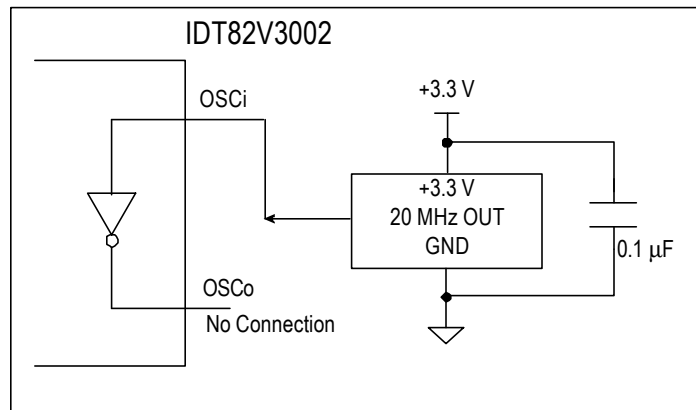 IDT82V3002
OSCi
+3.3 V
+3.3 V
20 MHz OUT
GND
0.1 μF
OSCo
No Connection